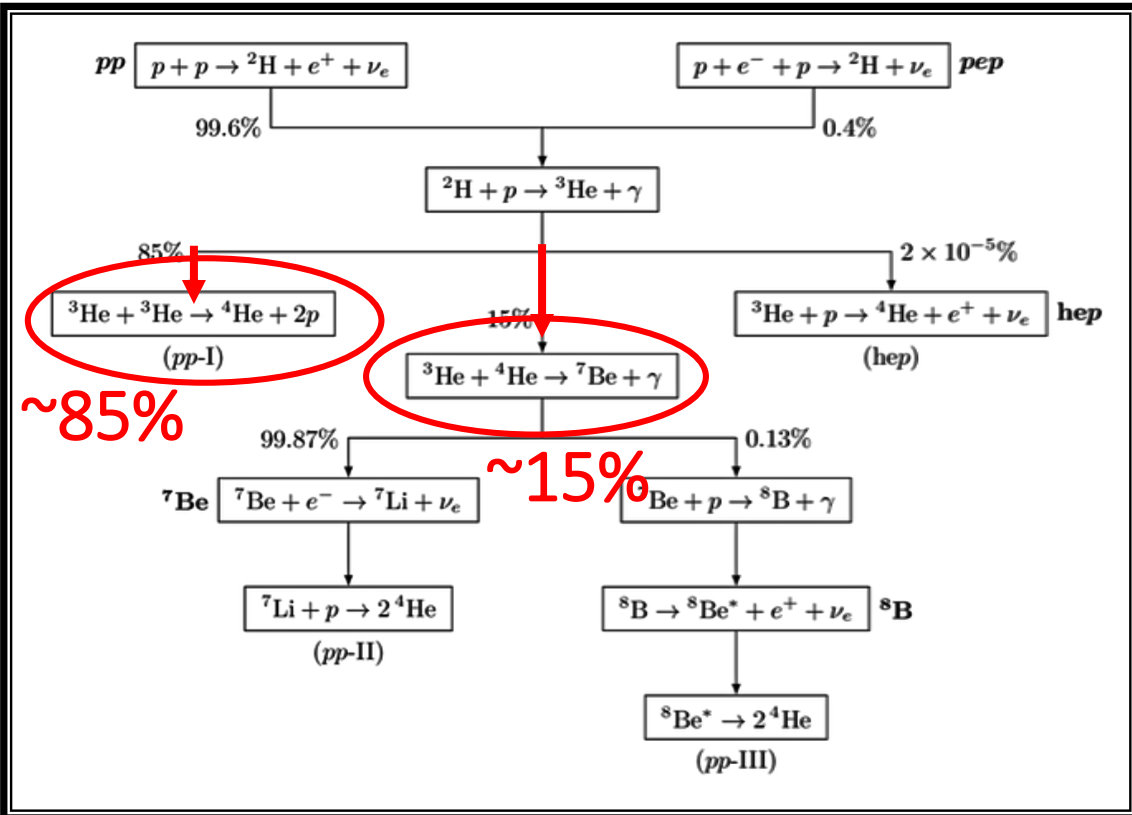 pp p + p → ²H + e⁺ + νₑ
p + e⁻ + p → ²H + νₑ pep
99.6%
0.4%
²H + p → ³He + γ
85%
2 × 10⁻⁵%
³He + ³He → ⁴He + 2p
15%
³He + p → ⁴He + e⁺ + νₑ hep
(pp-I)
(hep)
³He + ⁴He → ⁷Be + γ
~85%
99.87%
0.13%
~15%
⁷Be ⁷Be + e⁻ → ⁷Li + νₑ
Be + p → ⁸B + γ
⁷Li + p → 2 ⁴He
⁸B → ⁸Be* + e⁺ + νₑ ⁸B
(pp-II)
⁸Be* → 2 ⁴He
(pp-III)